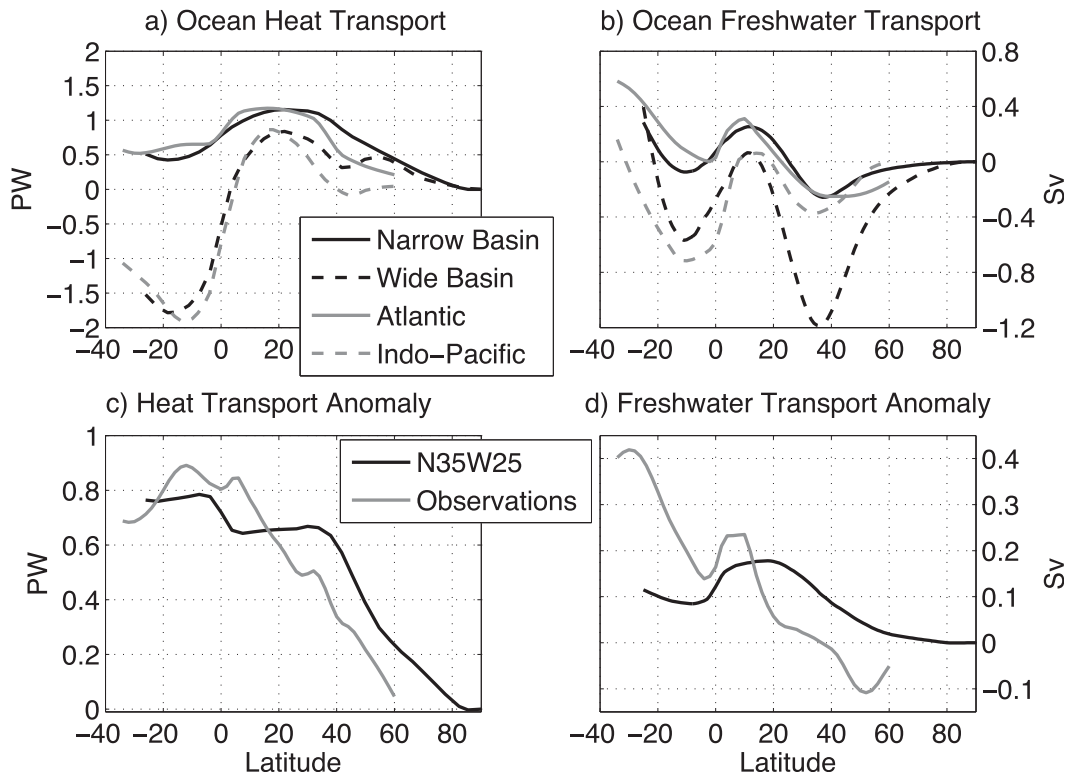 a) Ocean Heat Transport
b) Ocean Freshwater Transport
2
1.5
1
0.5
0
−0.5
−1
−1.5
−2
PW
−40 −20 0 20 40 60 80
0.8
0.4
0
−0.4
−0.8
−1.2
Sv
−40 −20 0 20 40 60 80
Narrow Basin
Wide Basin
Atlantic
Indo−Pacific
c) Heat Transport Anomaly
d) Freshwater Transport Anomaly
1
0.8
0.6
0.4
0.2
0
PW
−40 −20 0 20 40 60 80
Latitude
N35W25
Observations
0.4
0.3
0.2
0.1
0
−0.1
Sv
−40 −20 0 20 40 60 80
Latitude